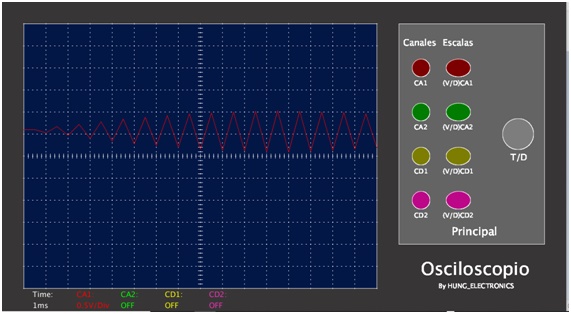 Canales Escalas
CA1 (V/D)CA1
CA2 (V/D)CA2
T/D
CD1 (V/D)CD1
CD2 (V/D)CD2
Principal
Osciloscopio
By HUNG_ELECTRONICS
Time: CA1: CA2: CD1: CD2:
1ms 0.5V/Div OFF OFF OFF